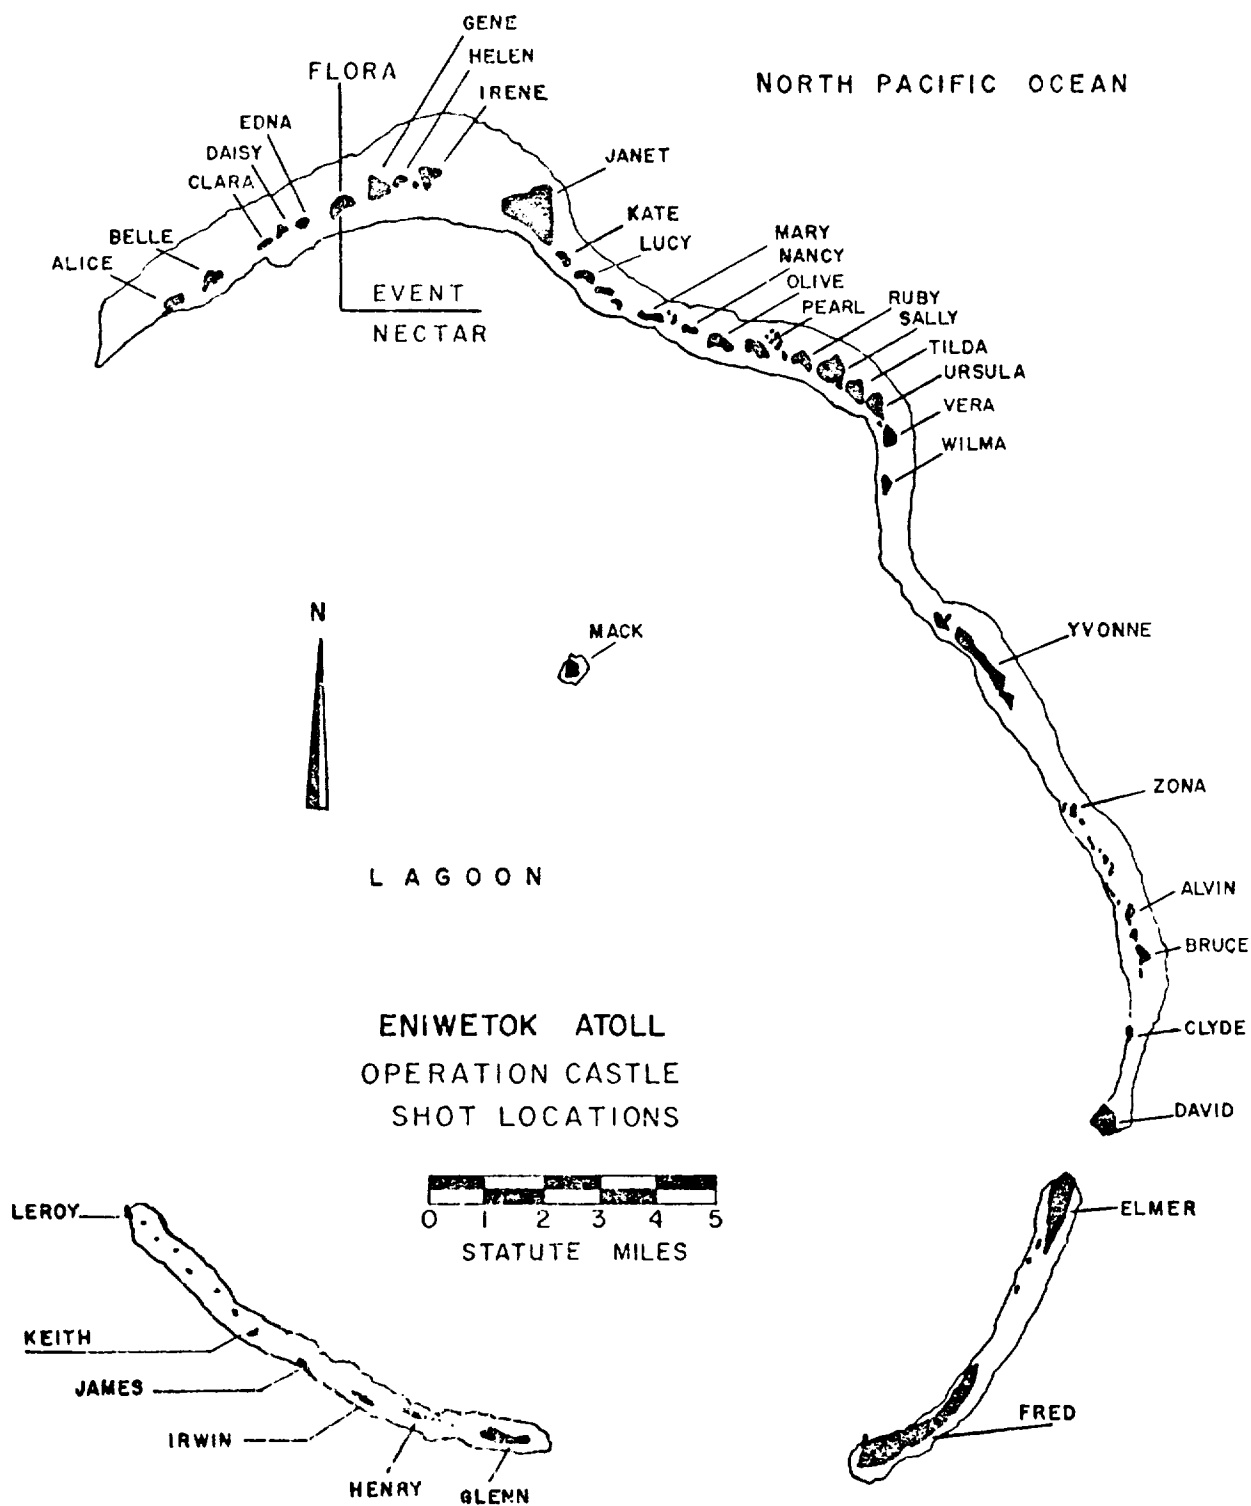 GENE
HELEN
FLORA
NORTH PACIFIC OCEAN
IRENE
EDNA
DAISY
JANET
CLARA
KATE
BELLE
MARY
LUCY
NANCY
ALICE
OLIVE
EVENT
PEARL
RUBY
SALLY
NECTAR
TILDA
URSULA
VERA
WILMA
N
MACK
YVONNE
ZONA
LAGOON
ALVIN
BRUCE
ENIWETOK ATOLL
CLYDE
OPERATION CASTLE
SHOT LOCATIONS
DAVID
LEROY
ELMER
0 1 2 3 4 5
STATUTE MILES
KEITH
JAMES
FRED
IRWIN
HENRY
GLENN